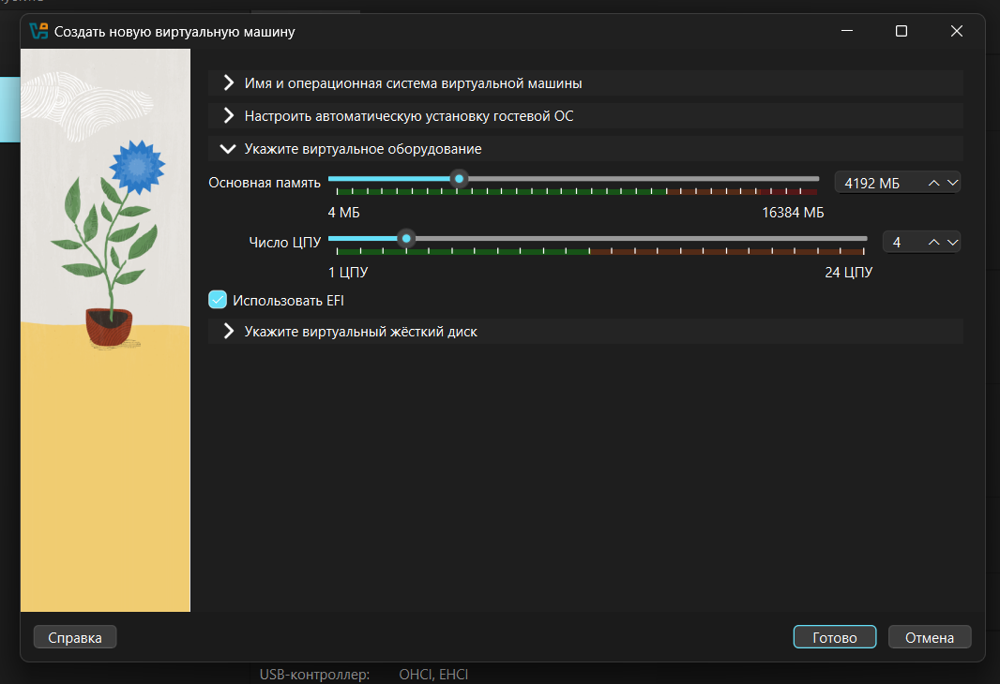 Создать новую виртуальную машину
Имя и операционная система виртуальной машины
Настроить автоматическую установку гостевой ОС
Укажите виртуальное оборудование
Основная память 4192 МБ
4 МБ 16384 МБ
Число ЦПУ 4
1 ЦПУ 24 ЦПУ
Использовать EFI
Укажите виртуальный жёсткий диск
Справка Готово Отмена
USB-контроллер: OHCI, EHCI